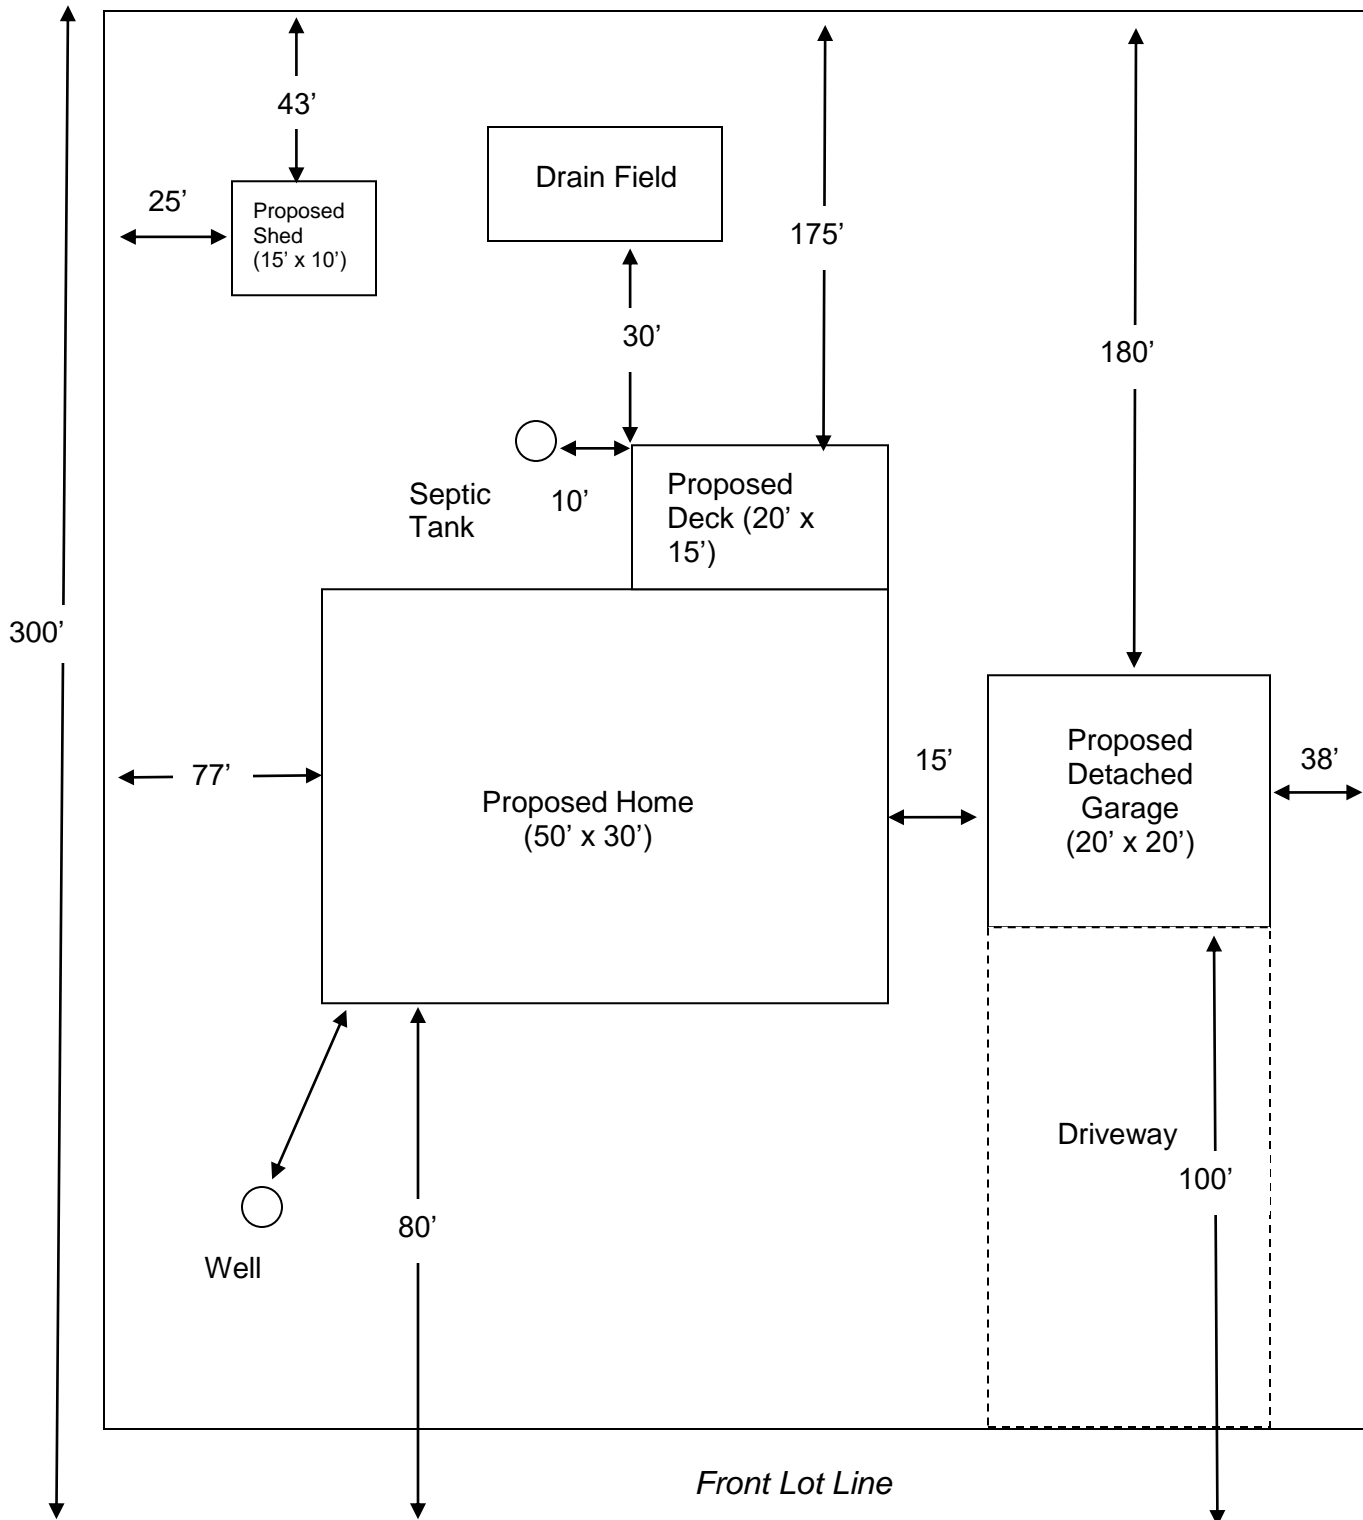 43’
Drain Field
25’
Proposed
Shed
(15’ x 10’)
175’
30’
180’
Septic
Tank
10’
Proposed
Deck (20’ x
15’)
300’
77’
Proposed Home
(50’ x 30’)
15’
Proposed
Detached
Garage
(20’ x 20’)
38’
Driveway
100’
80’
Well
Front Lot Line